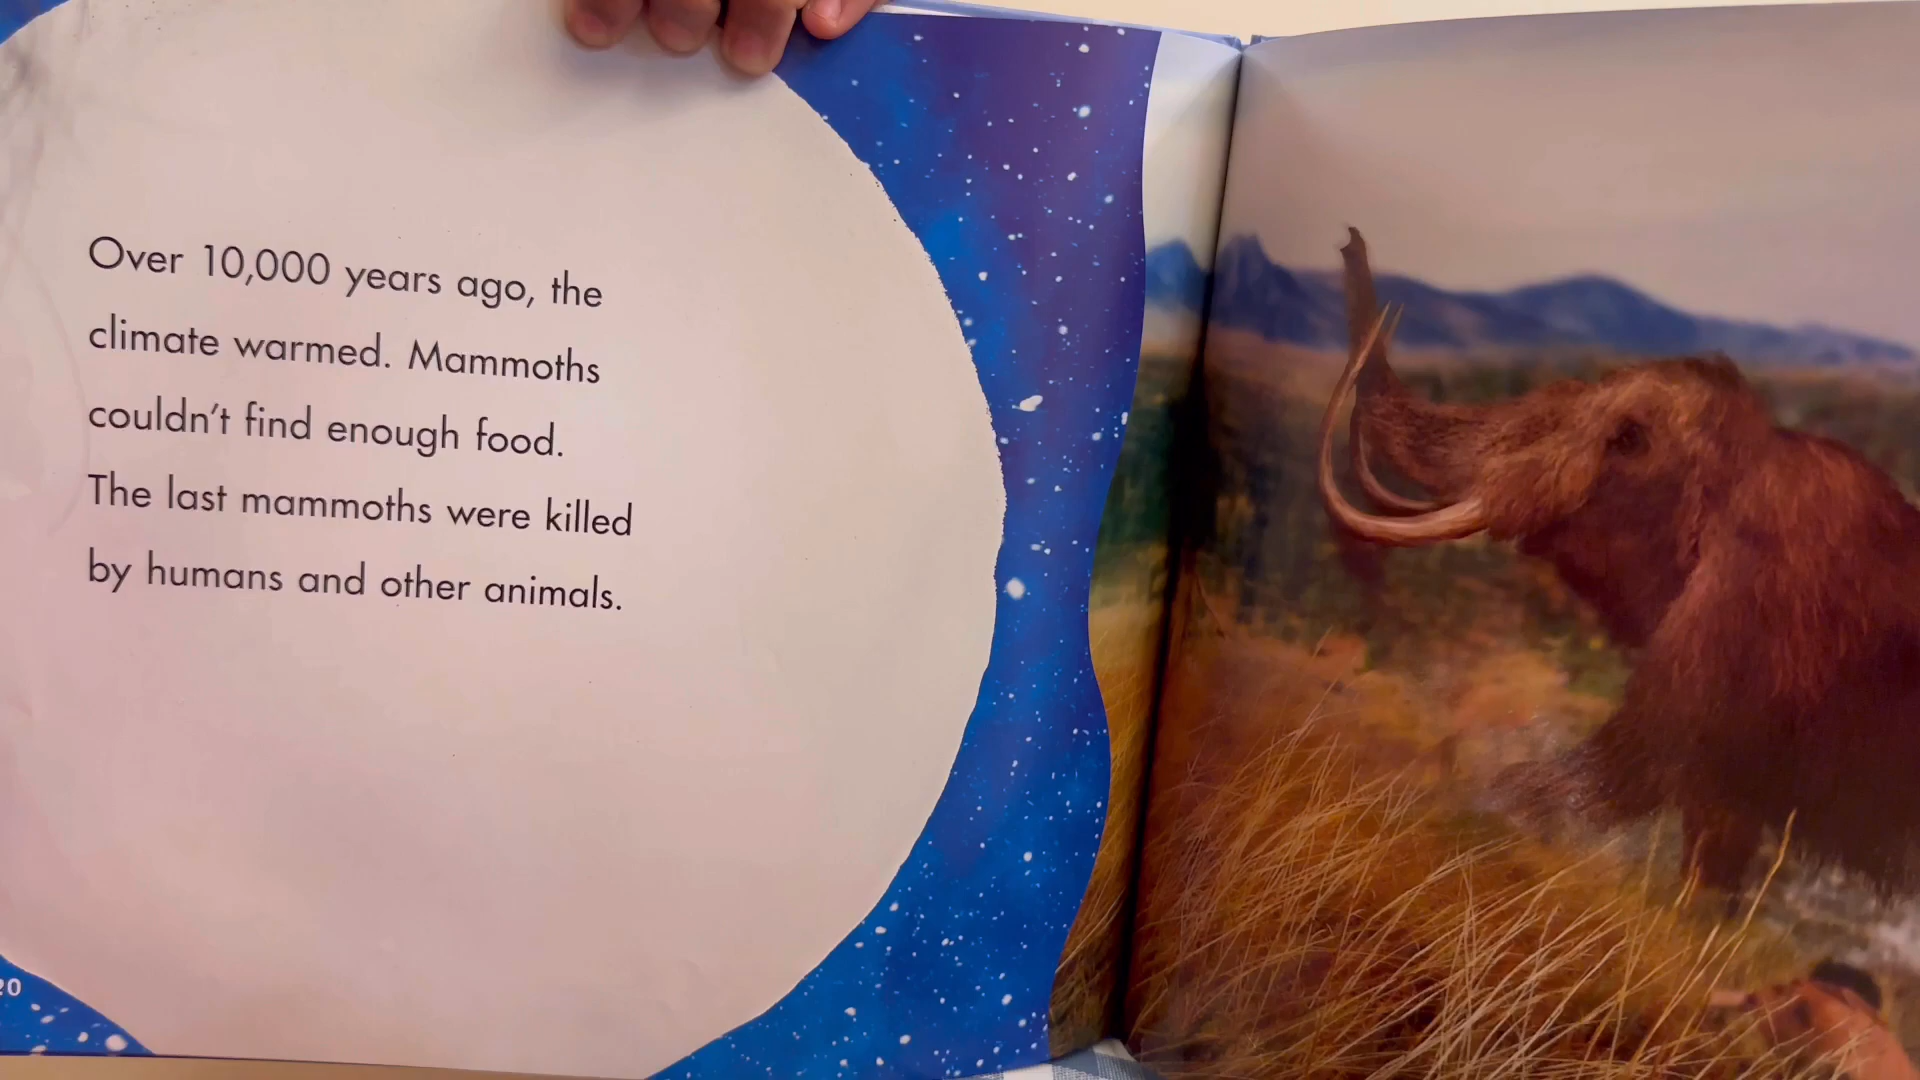 Over 10,000 years ago, the
climate warmed. Mammoths
couldn't find enough food.
The last mammoths were killed
by humans and other animals.
20